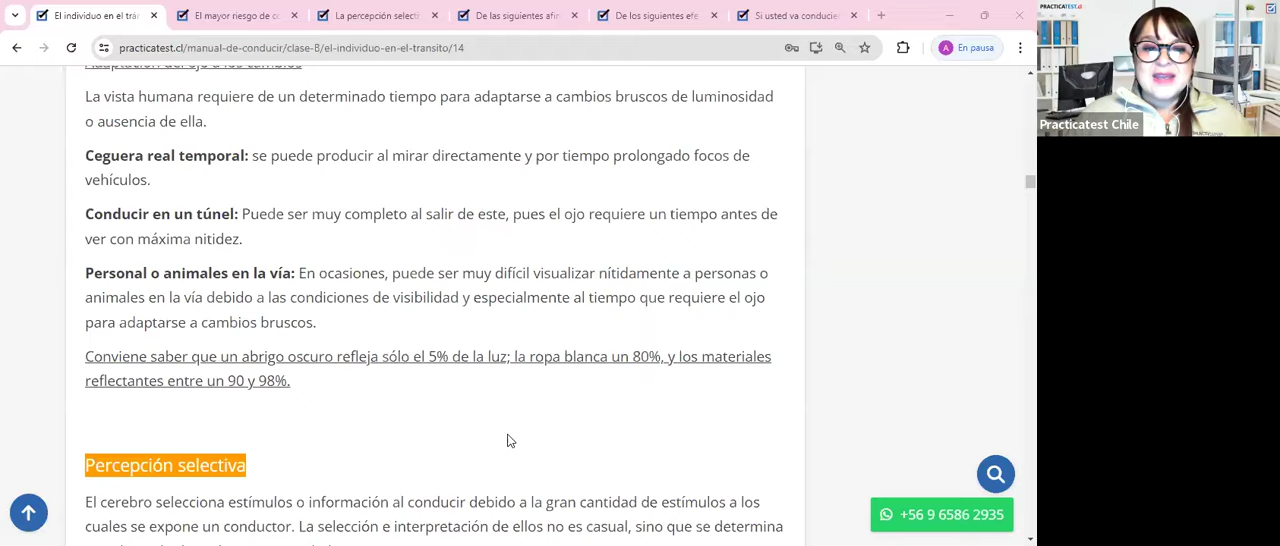 El individuo en el trán
El mayor riesgo de co
La percepción selecti
De las siguientes afir
De los siguientes efe
Si usted va conducie
practicatest.cl/manual-de-conducir/clase-B/el-individuo-en-el-transito/14
A En pausa
PRACTICATEST.cl
Practicatest Chile
Adaptación del ojo a los cambios
La vista humana requiere de un determinado tiempo para adaptarse a cambios bruscos de luminosidad
o ausencia de ella.
Ceguera real temporal: se puede producir al mirar directamente y por tiempo prolongado focos de
vehículos.
Conducir en un túnel: Puede ser muy completo al salir de este, pues el ojo requiere un tiempo antes de
ver con máxima nitidez.
Personal o animales en la vía: En ocasiones, puede ser muy difícil visualizar nítidamente a personas o
animales en la vía debido a las condiciones de visibilidad y especialmente al tiempo que requiere el ojo
para adaptarse a cambios bruscos.
Conviene saber que un abrigo oscuro refleja sólo el 5% de la luz; la ropa blanca un 80%, y los materiales
reflectantes entre un 90 y 98%.
Percepción selectiva
El cerebro selecciona estímulos o información al conducir debido a la gran cantidad de estímulos a los
cuales se expone el conductor. La selección e interpretación de ellos no es casual, sino que se determina
+56 9 6586 2935